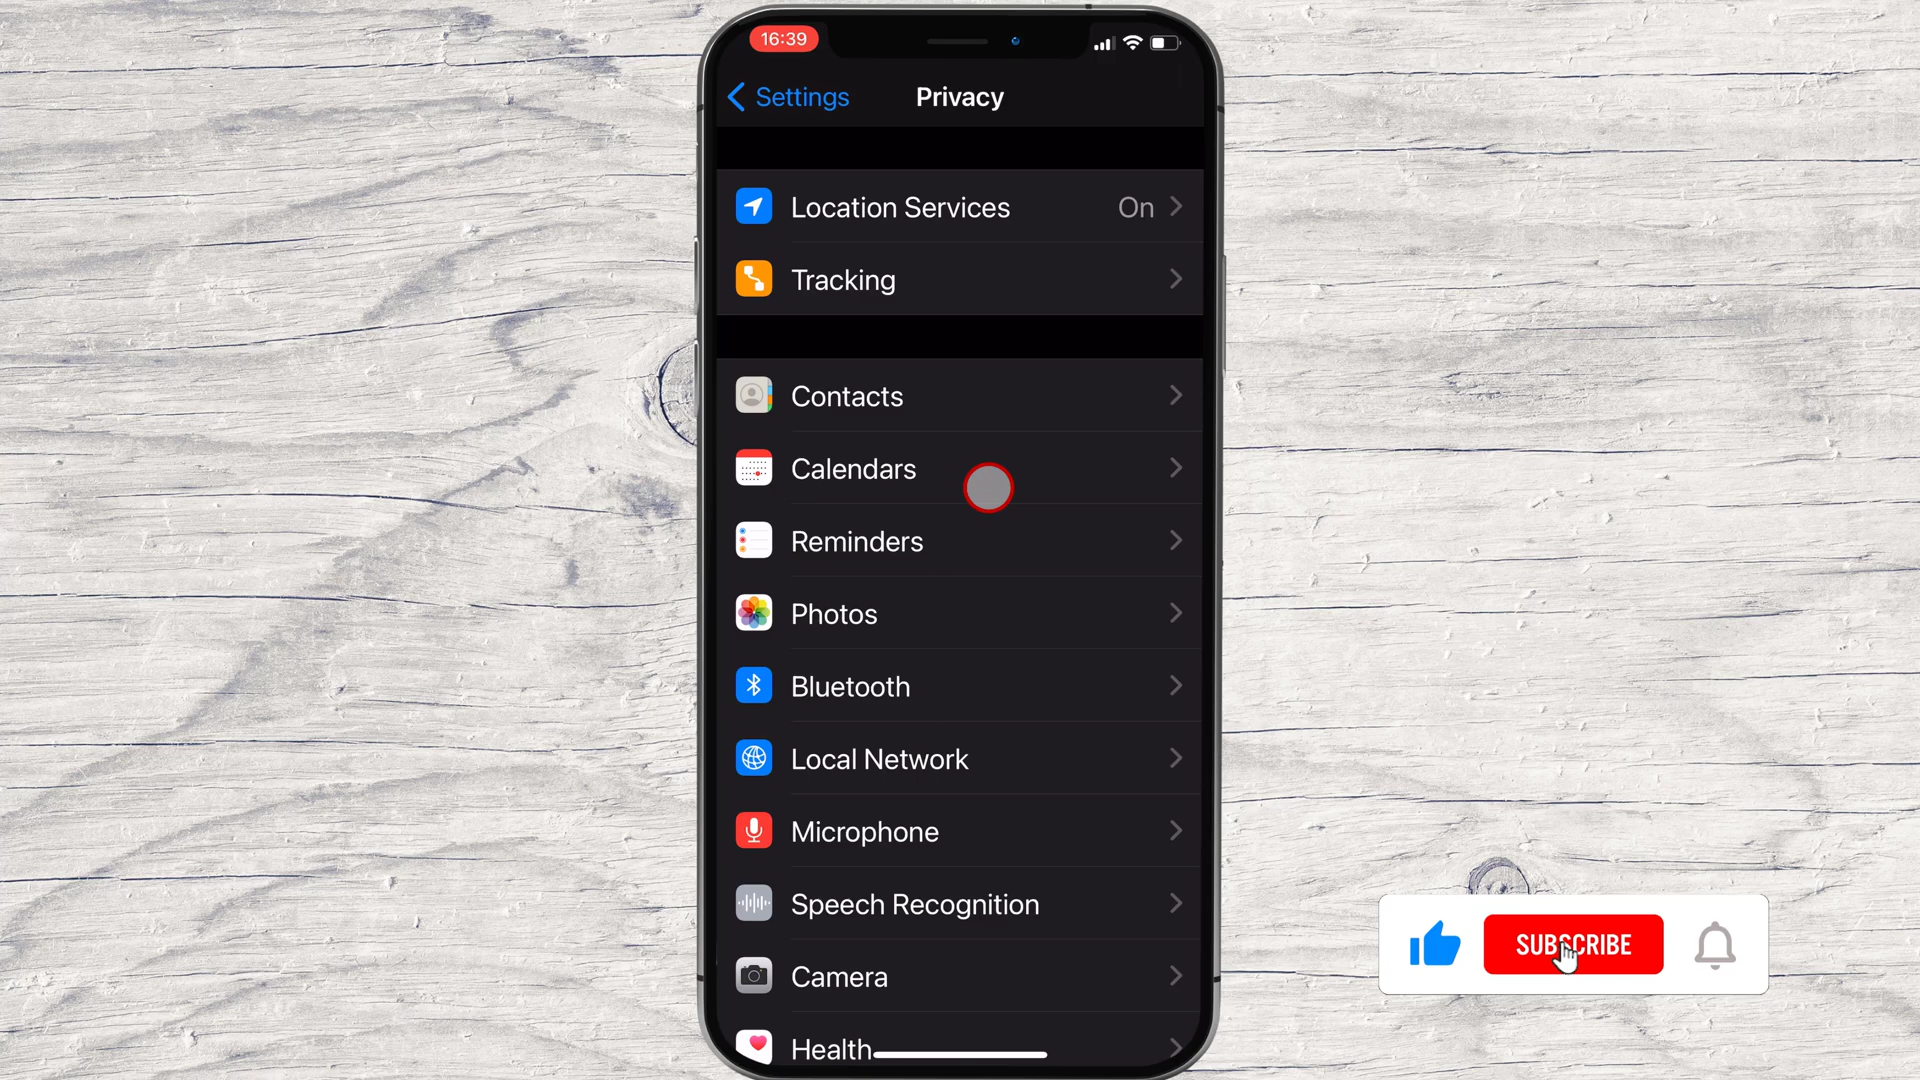 16:39
Settings
Privacy
Location Services On
Tracking
Contacts
Calendars
Reminders
Photos
Bluetooth
Local Network
Microphone
Speech Recognition
Camera
Health
SUBSCRIBE